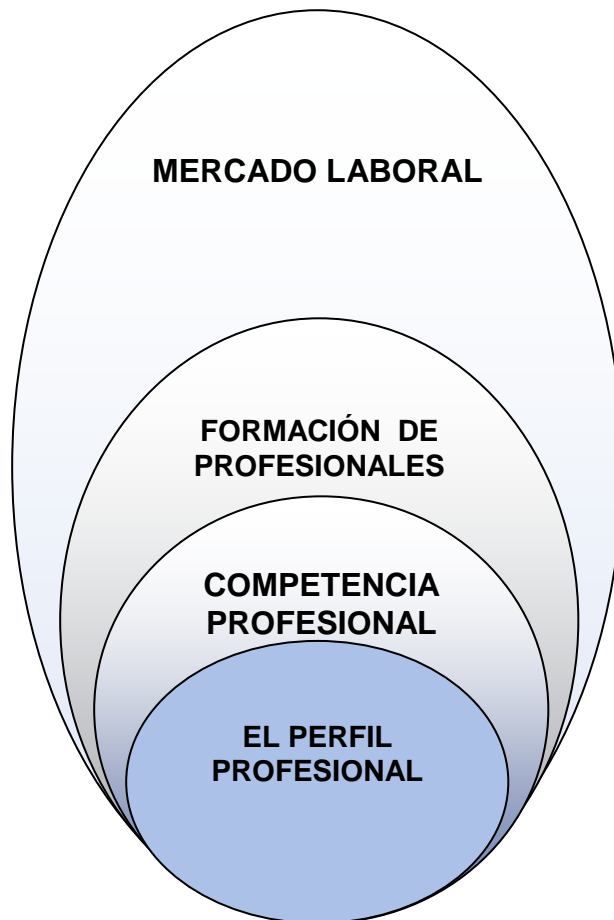 MERCADO LABORAL
FORMACIÓN DE
PROFESIONALES
COMPETENCIA
PROFESIONAL
EL PERFIL
PROFESIONAL